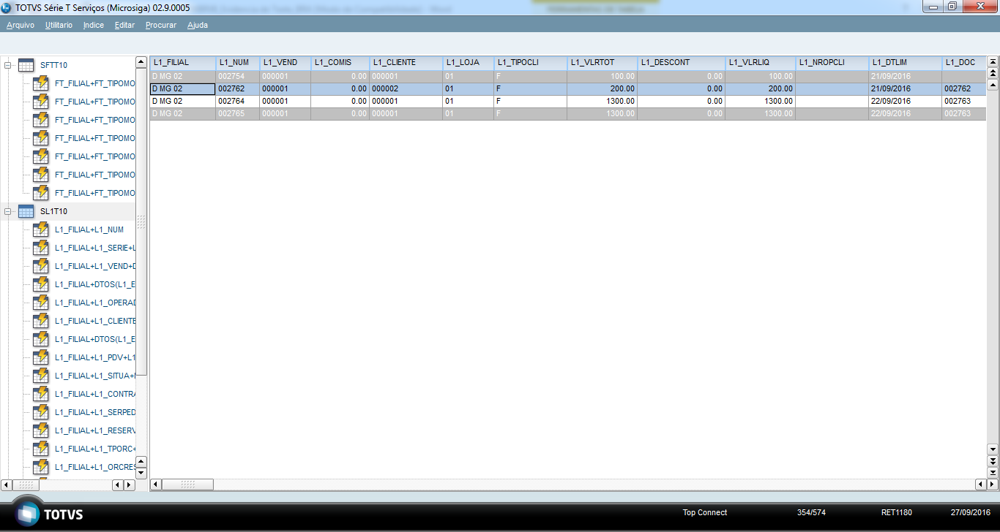 TOTVS Série T Serviços (Microsiga) 02.9.0005
Arquivo Utilitario Indice Editar Procurar Ajuda
SFTT10
FT_FILIAL+FT_TIPOMO
FT_FILIAL+FT_TIPOMO
FT_FILIAL+FT_TIPOMO
FT_FILIAL+FT_TIPOMO
FT_FILIAL+FT_TIPOMO
FT_FILIAL+FT_TIPOMO
FT_FILIAL+FT_TIPOMO
SL1T10
L1_FILIAL+L1_NUM
L1_FILIAL+L1_SERIE+L
L1_FILIAL+L1_VEND+D
L1_FILIAL+DTOS(L1_E
L1_FILIAL+L1_OPERAD
L1_FILIAL+L1_CLIENTE
L1_FILIAL+DTOS(L1_E
L1_FILIAL+L1_PDV+L1
L1_FILIAL+L1_SITUA+
L1_FILIAL+L1_CONTRA
L1_FILIAL+L1_SERPED
L1_FILIAL+L1_RESERV
L1_FILIAL+L1_TPORC+
L1_FILIAL+L1_ORCRES
L1_FILIAL L1_NUM L1_VEND L1_COMIS L1_CLIENTE L1_LOJA L1_TIPOCLI L1_VLRTOT L1_DESCONT L1_VLRLIQ L1_NROPCLI L1_DTLIM L1_DOC
D MG 02 002754 000001 0.00 000001 01 F 100.00 0.00 100.00 21/09/2016
D MG 02 002762 000001 0.00 000002 01 F 200.00 0.00 200.00 21/09/2016 002762
D MG 02 002764 000001 0.00 000001 01 F 1300.00 0.00 1300.00 22/09/2016 002763
D MG 02 002765 000001 0.00 000001 01 F 1300.00 0.00 1300.00 22/09/2016 002763
TOTVS
Top Connect 354/574 RET1180 27/09/2016